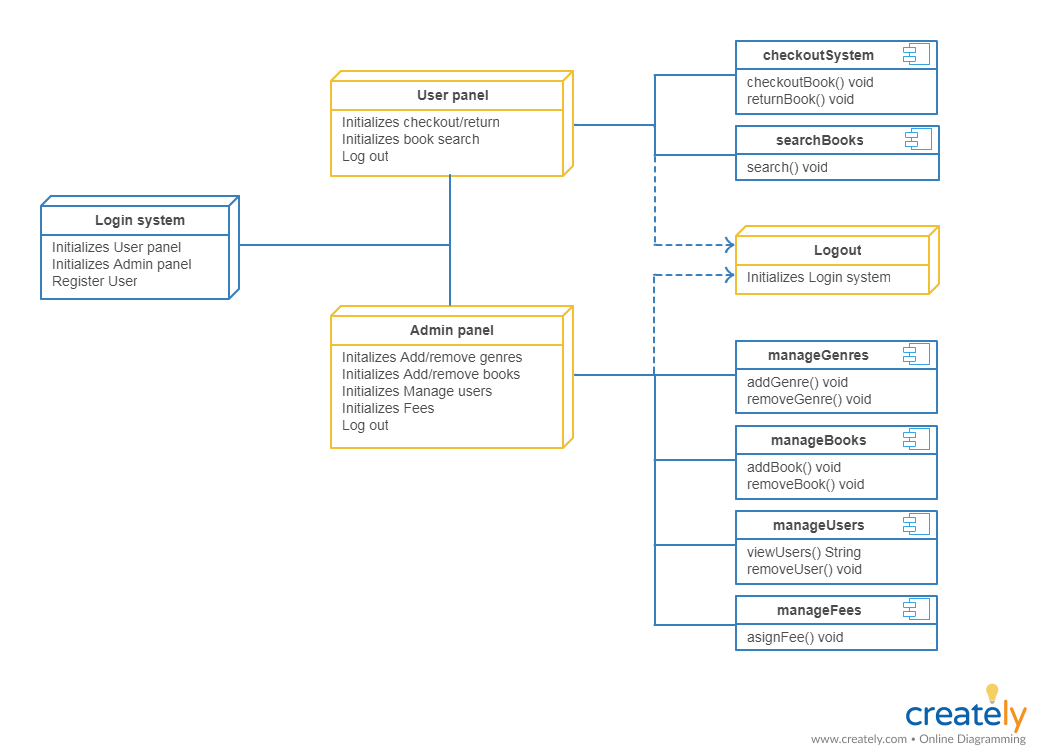 checkoutSystem
checkoutBook() void
returnBook() void
User panel
Initializes checkout/return
Initializes book search
Log out
searchBooks
search() void
Login system
Initializes User panel
Initializes Admin panel
Register User
Logout
Initializes Login system
Admin panel
Initalizes Add/remove genres
Initializes Add/remove books
Initializes Manage users
Initializes Fees
Log out
manageGenres
addGenre() void
removeGenre() void
manageBooks
addBook() void
removeBook() void
manageUsers
viewUsers() String
removeUser() void
manageFees
asignFee() void
creately
www.creately.com • Online Diagramming